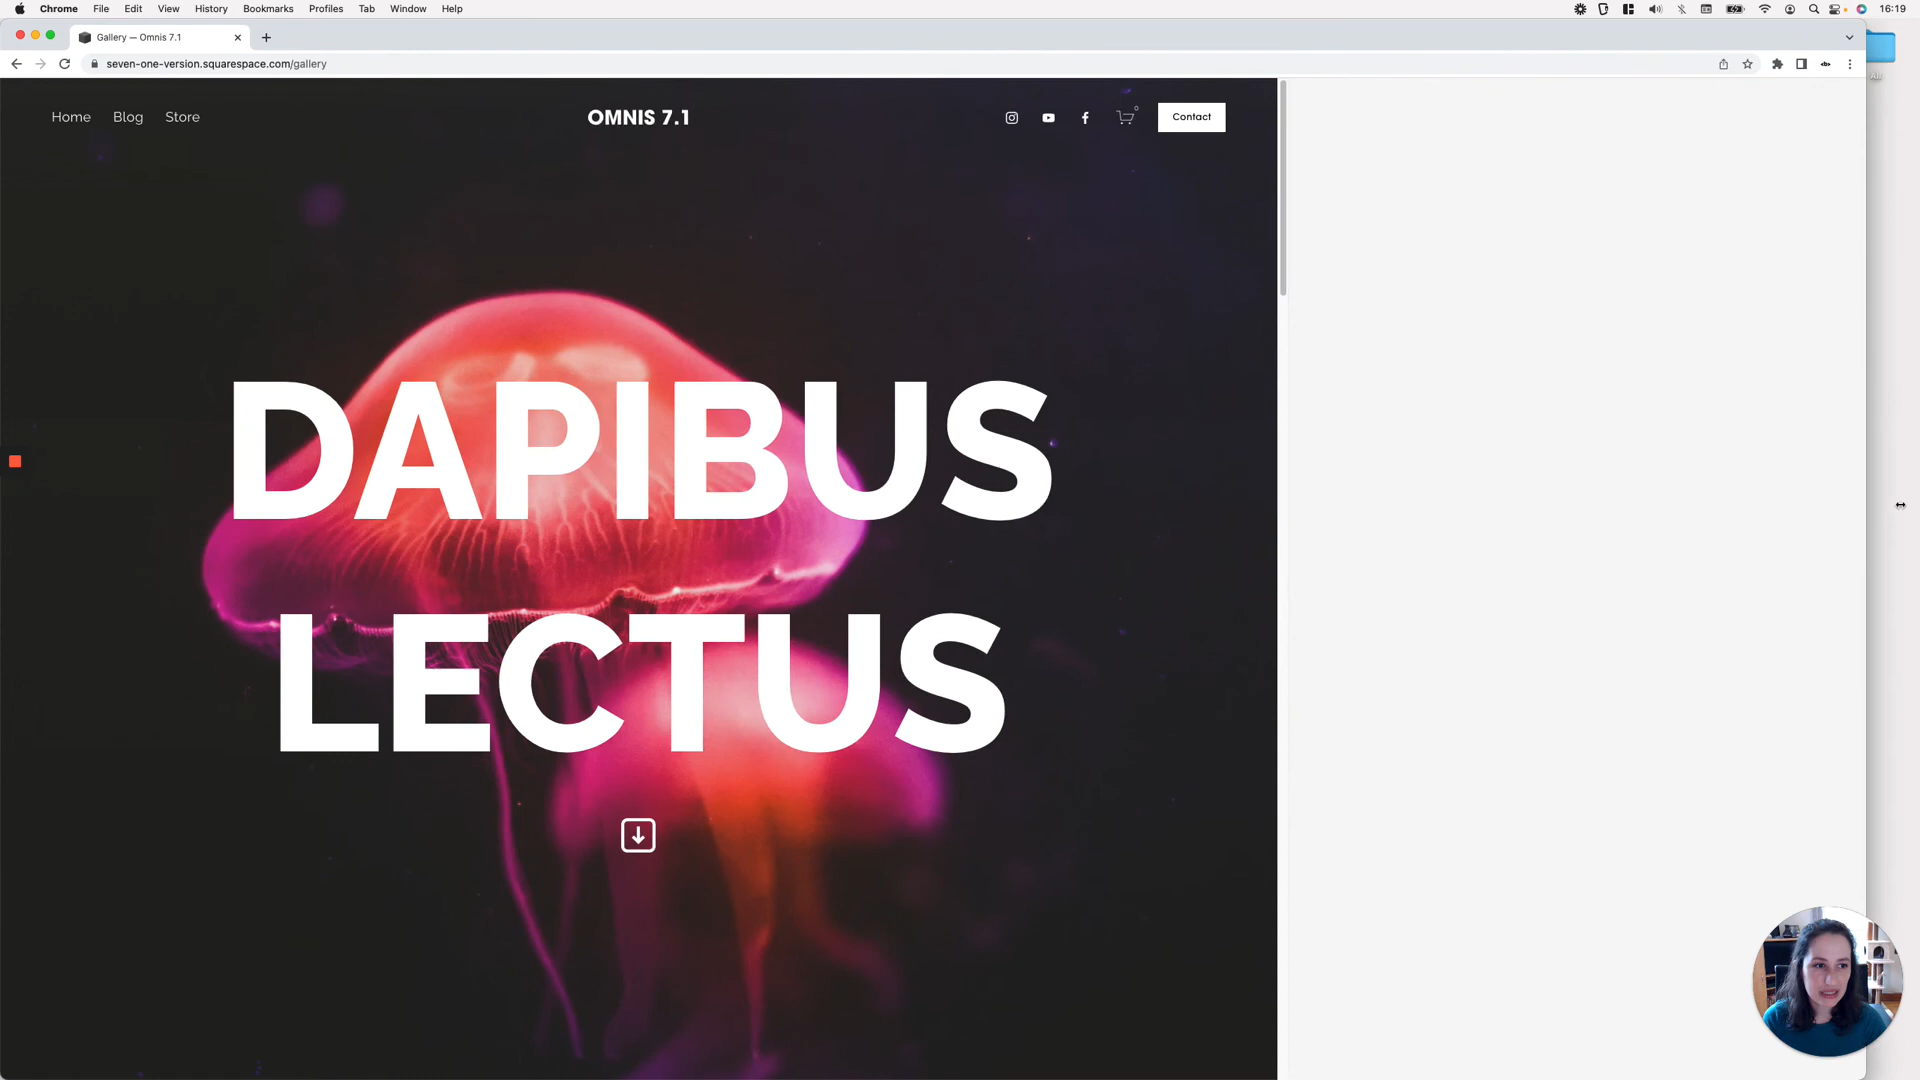 Chrome File Edit View History Bookmarks Profiles Tab Window Help 16:19
Gallery — Omnis 7.1
seven-one-version.squarespace.com/gallery
Home Blog Store OMNIS 7.1 0 Contact
DAPIBUS
LECTUS